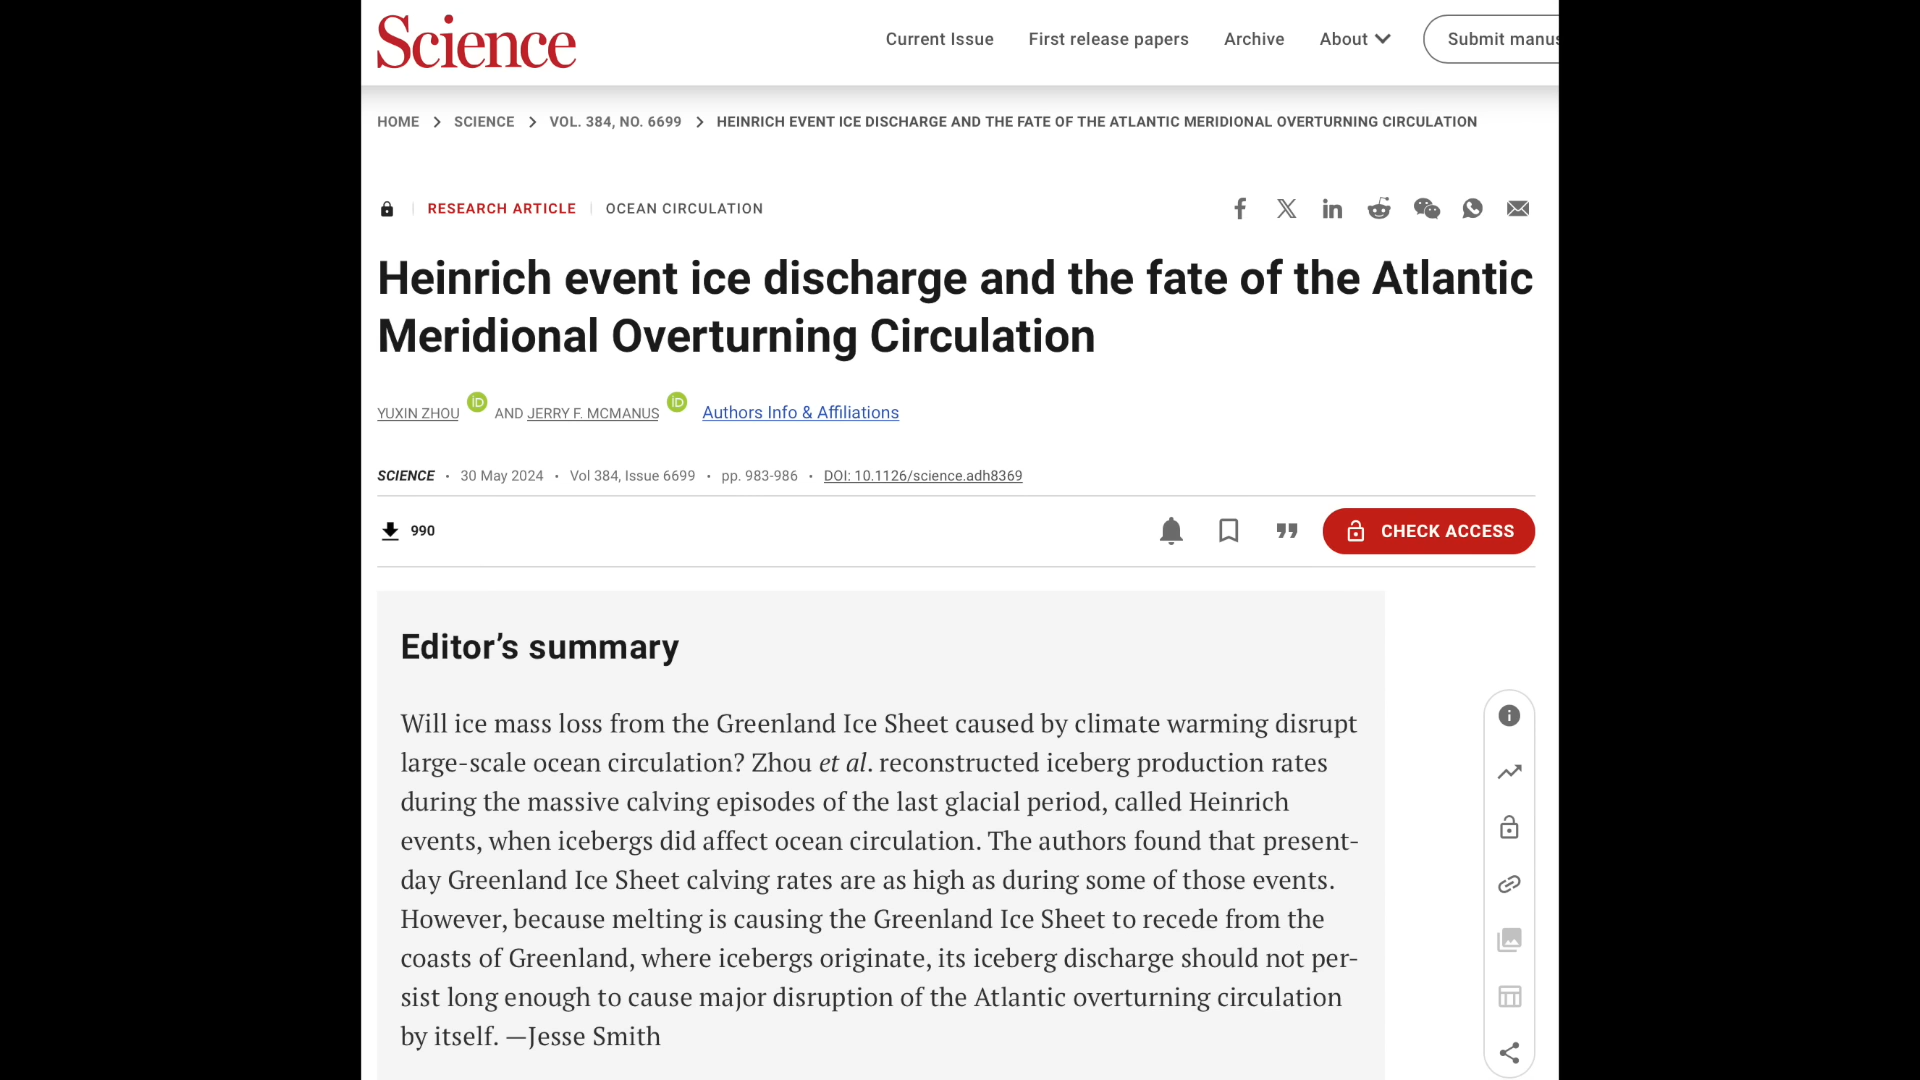 Science
Current Issue
First release papers
Archive
About
Submit manus
HOME > SCIENCE > VOL. 384, NO. 6699 > HEINRICH EVENT ICE DISCHARGE AND THE FATE OF THE ATLANTIC MERIDIONAL OVERTURNING CIRCULATION
RESEARCH ARTICLE | OCEAN CIRCULATION
Heinrich event ice discharge and the fate of the Atlantic
Meridional Overturning Circulation
YUXIN ZHOU iD AND JERRY F. MCMANUS iD Authors Info & Affiliations
SCIENCE • 30 May 2024 • Vol 384, Issue 6699 • pp. 983-986 • DOI: 10.1126/science.adh8369
990
CHECK ACCESS
Editor’s summary
Will ice mass loss from the Greenland Ice Sheet caused by climate warming disrupt
large-scale ocean circulation? Zhou et al. reconstructed iceberg production rates
during the massive calving episodes of the last glacial period, called Heinrich
events, when icebergs did affect ocean circulation. The authors found that present-
day Greenland Ice Sheet calving rates are as high as during some of those events.
However, because melting is causing the Greenland Ice Sheet to recede from the
coasts of Greenland, where icebergs originate, its iceberg discharge should not per-
sist long enough to cause major disruption of the Atlantic overturning circulation
by itself. —Jesse Smith